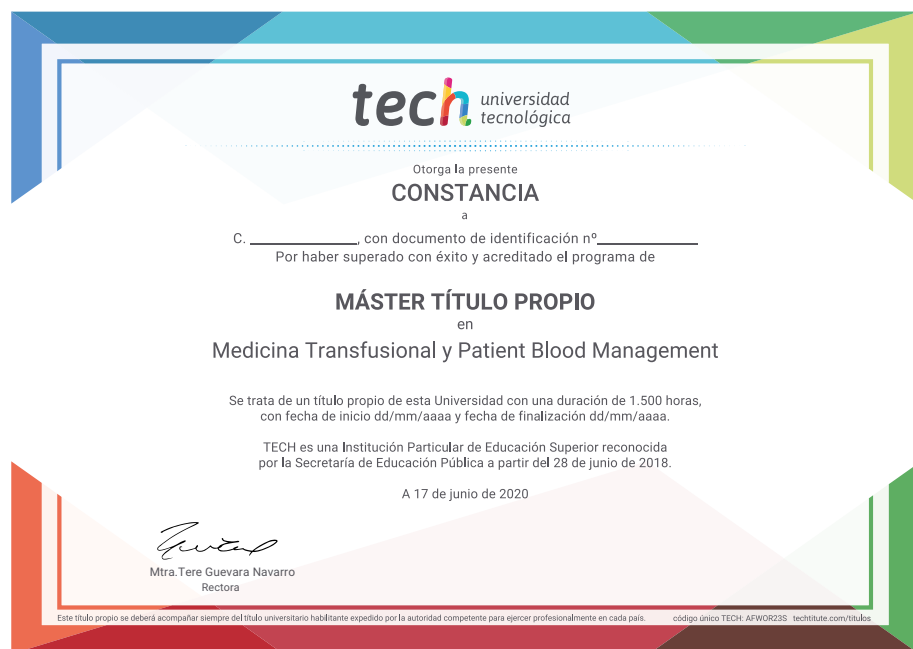 tech universidad
tecnológica
Otorga la presente
CONSTANCIA
a
C. ____________, con documento de identificación nº____________
Por haber superado con éxito y acreditado el programa de
MÁSTER TÍTULO PROPIO
en
Medicina Transfusional y Patient Blood Management
Se trata de un título propio de esta Universidad con una duración de 1.500 horas,
con fecha de inicio dd/mm/aaaa y fecha de finalización dd/mm/aaaa.
TECH es una Institución Particular de Educación Superior reconocida
por la Secretaría de Educación Pública a partir del 28 de junio de 2018.
A 17 de junio de 2020
Mtra.Tere Guevara Navarro
Rectora
Este título propio se deberá acompañar siempre del título universitario habilitante expedido por la autoridad competente para ejercer profesionalmente en cada país. código único TECH: AFWOR23S techtitute.com/titulos